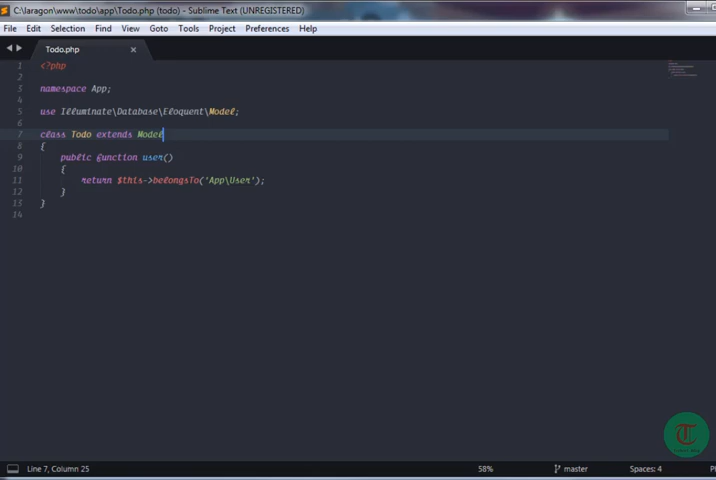 C:\laragon\www\todo\app\Todo.php (todo) - Sublime Text (UNREGISTERED)
File Edit Selection Find View Goto Tools Project Preferences Help
Todo.php
1 <?php
2
3 namespace App;
4
5 use Illuminate\Database\Eloquent\Model;
6
7 class Todo extends Model
8 {
9 public function user()
10 {
11 return $this->belongsTo('App\User');
12 }
13 }
14
Line 7, Column 25 58% master Spaces: 4